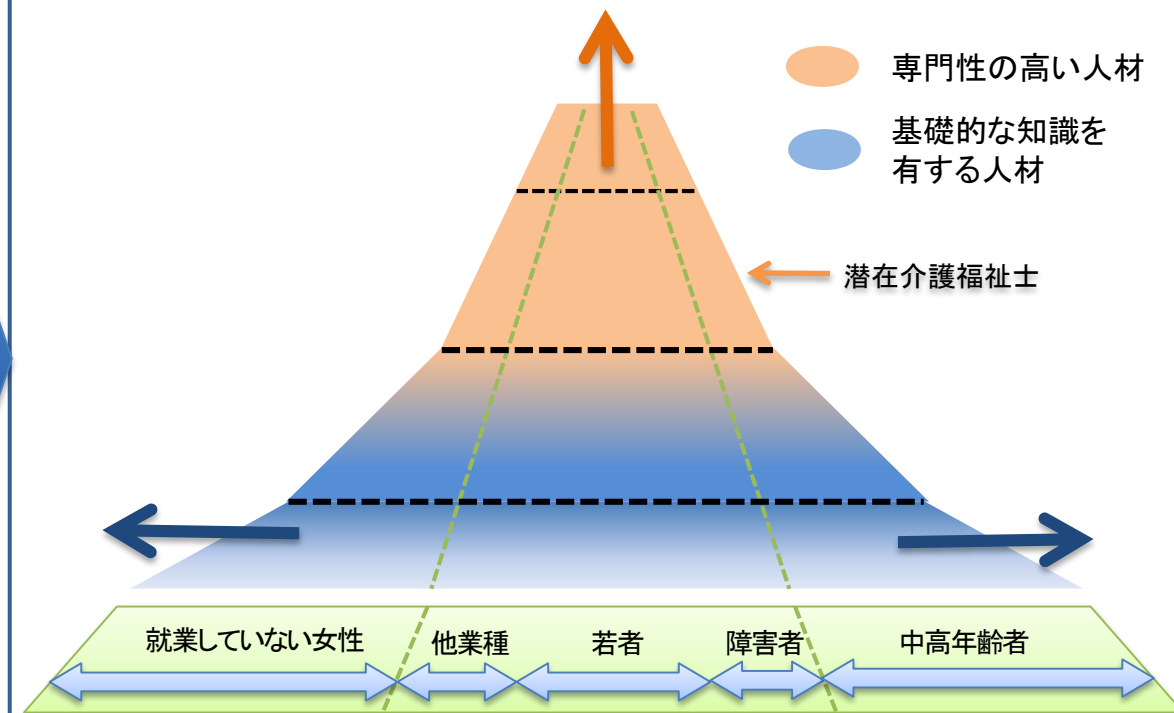 専門性の高い人材
基礎的な知識を
有する人材
潜在介護福祉士
就業していない女性
他業種
若者
障害者
中高年齢者